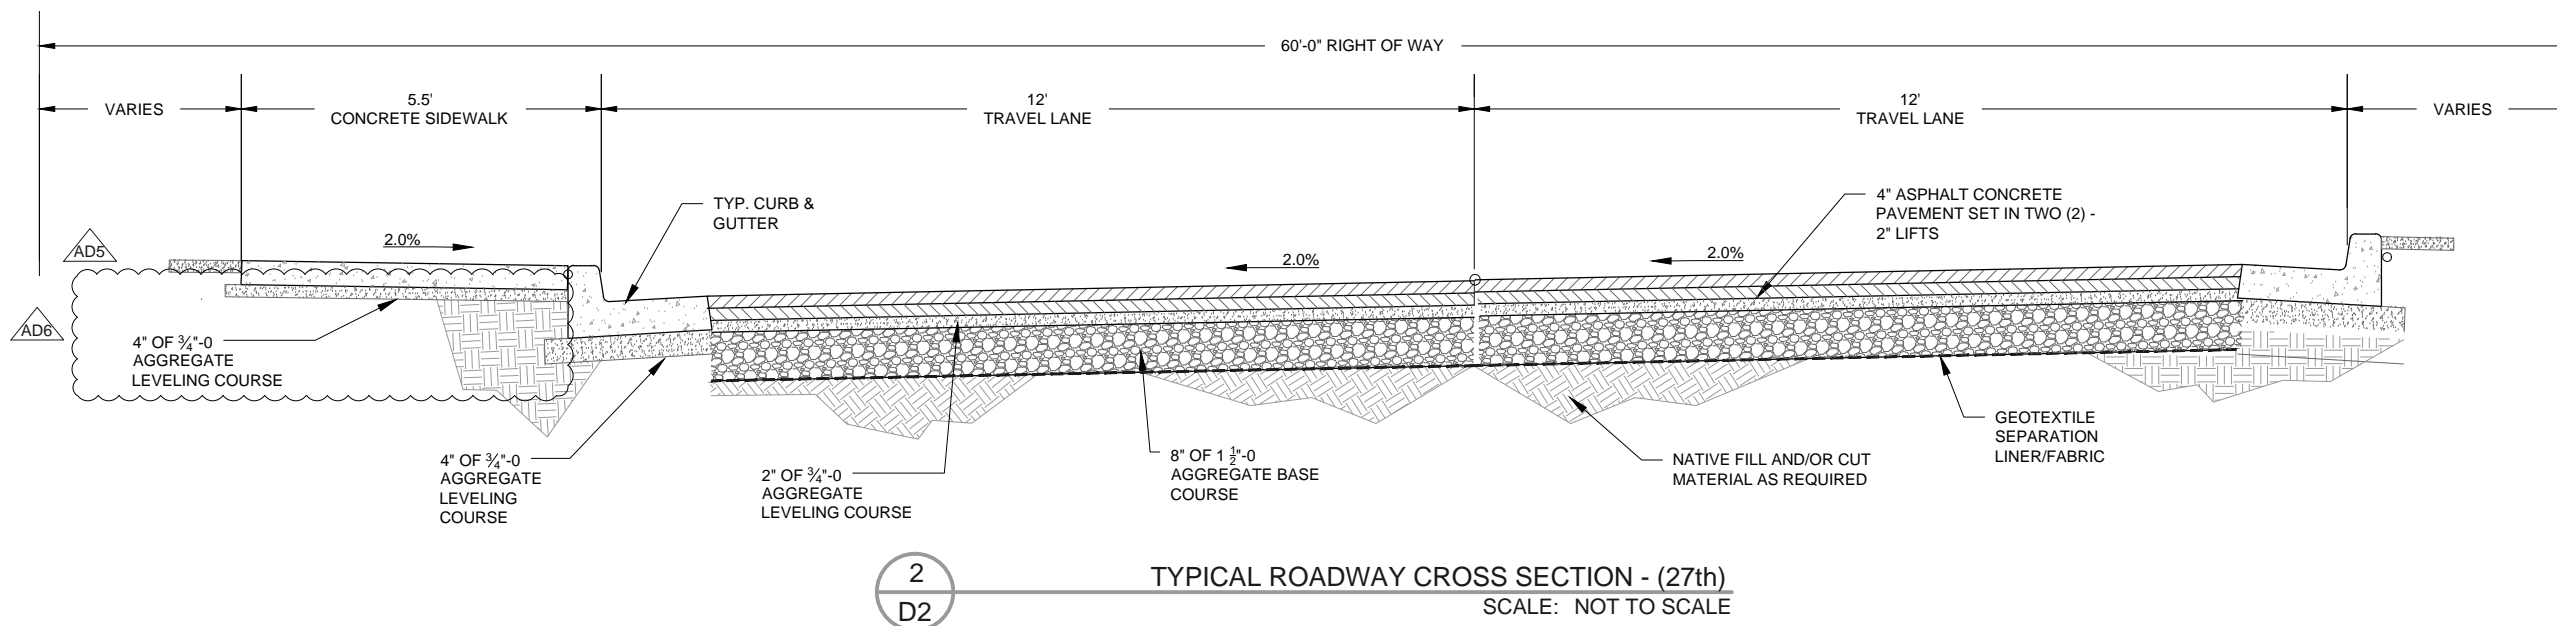 60'-0" RIGHT OF WAY
VARIES
5.5'
CONCRETE SIDEWALK
12'
TRAVEL LANE
12'
TRAVEL LANE
VARIES
TYP. CURB &
GUTTER
4" ASPHALT CONCRETE
PAVEMENT SET IN TWO (2) -
2" LIFTS
AD5
2.0%
2.0%
2.0%
AD6
4" OF ¾"-0
AGGREGATE
LEVELING COURSE
4" OF ¾"-0
AGGREGATE
LEVELING
COURSE
2" OF ¾"-0
AGGREGATE
LEVELING COURSE
8" OF 1 ½"-0
AGGREGATE BASE
COURSE
NATIVE FILL AND/OR CUT
MATERIAL AS REQUIRED
GEOTEXTILE
SEPARATION
LINER/FABRIC
2
D2
TYPICAL ROADWAY CROSS SECTION - (27th)
SCALE: NOT TO SCALE